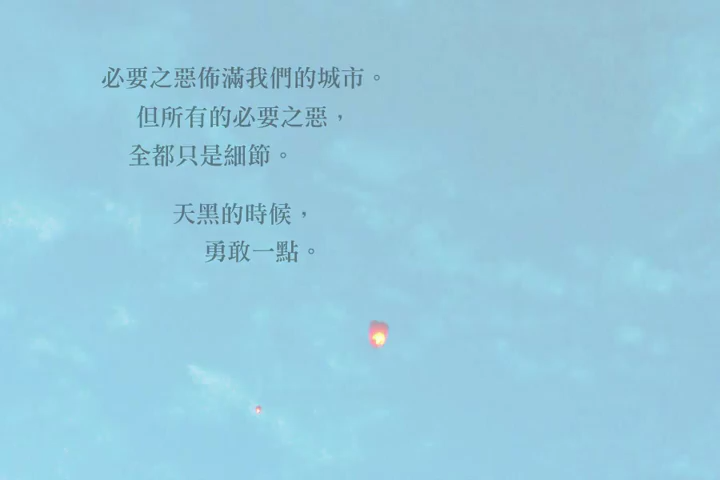 必要之惡佈滿我們的城市。
但所有的必要之惡，
全都只是細節。
天黑的時候，
勇敢一點。